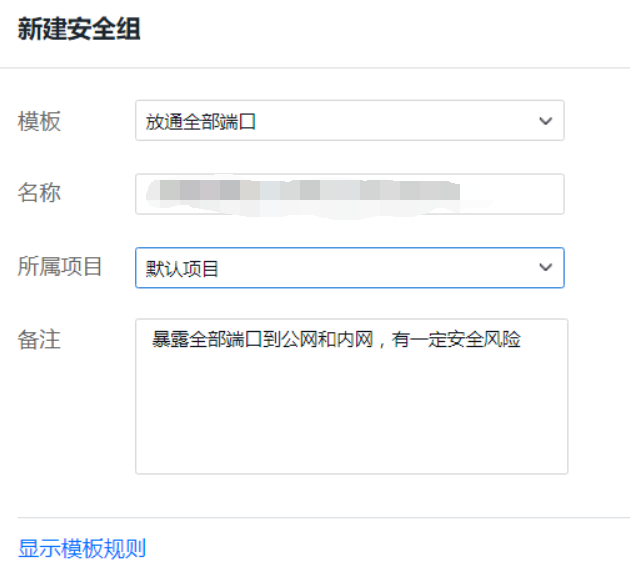 新建安全组
模板
放通全部端口
名称
所属项目
默认项目
备注
暴露全部端口到公网和内网，有一定安全风险
显示模板规则